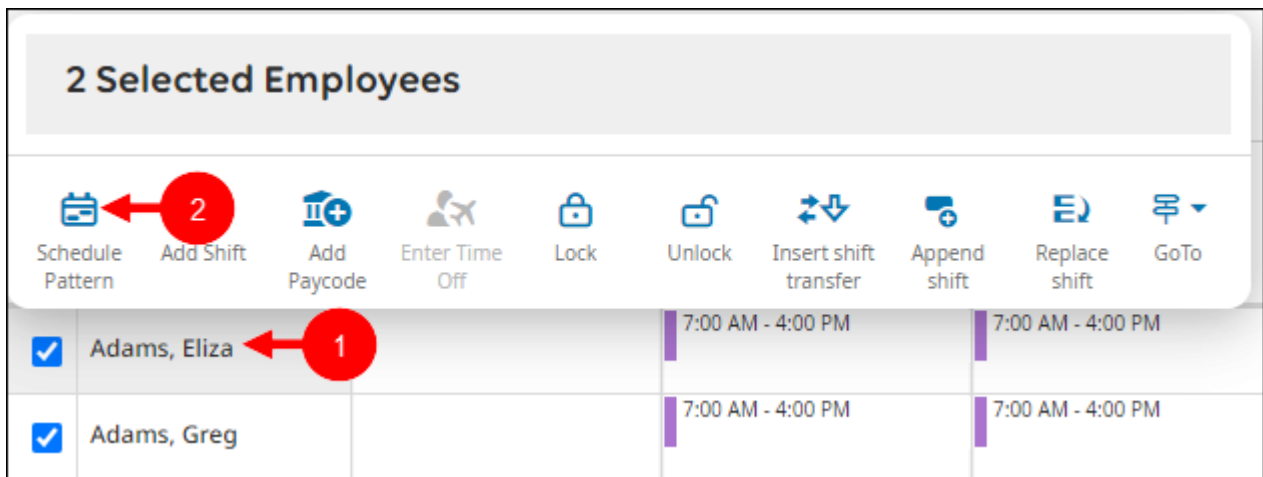 2 Selected Employees
2
Schedule Pattern
Add Shift
Add Paycode
Enter Time Off
Lock
Unlock
Insert shift transfer
Append shift
Replace shift
GoTo
Adams, Eliza
1
7:00 AM - 4:00 PM
7:00 AM - 4:00 PM
Adams, Greg
7:00 AM - 4:00 PM
7:00 AM - 4:00 PM